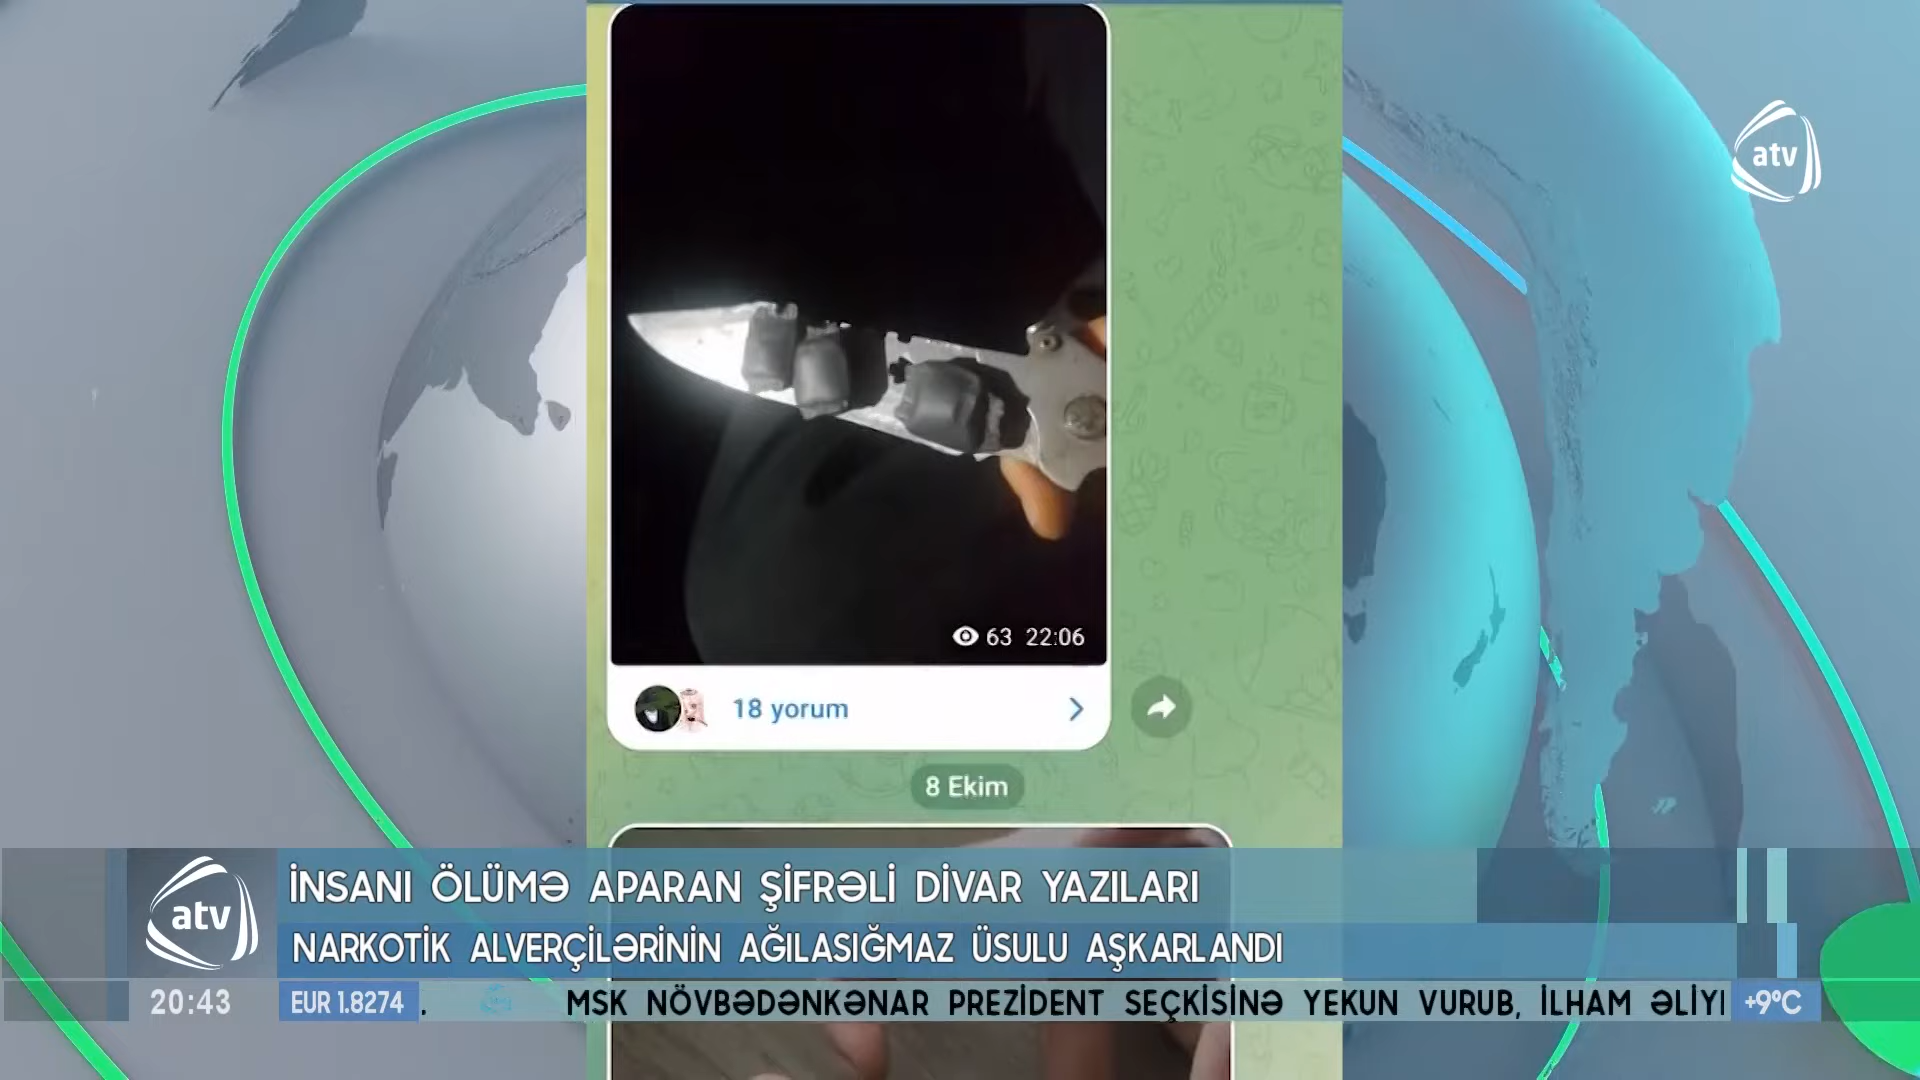 atv
63 22:06
18 yorum
8 Ekim
atv
İNSANI ÖLÜMƏ APARAN ŞİFRƏLİ DİVAR YAZILARI
NARKOTİK ALVERÇİLƏRİNİN AĞILASIĞMAZ ÜSULU AŞKARLANDI
20:43 EUR 1.8274 . MSK NÖVBƏDƏNKƏNAR PREZİDENT SEÇKİSİNƏ YEKUN VURUB, İLHAM ƏLİYI +9°C